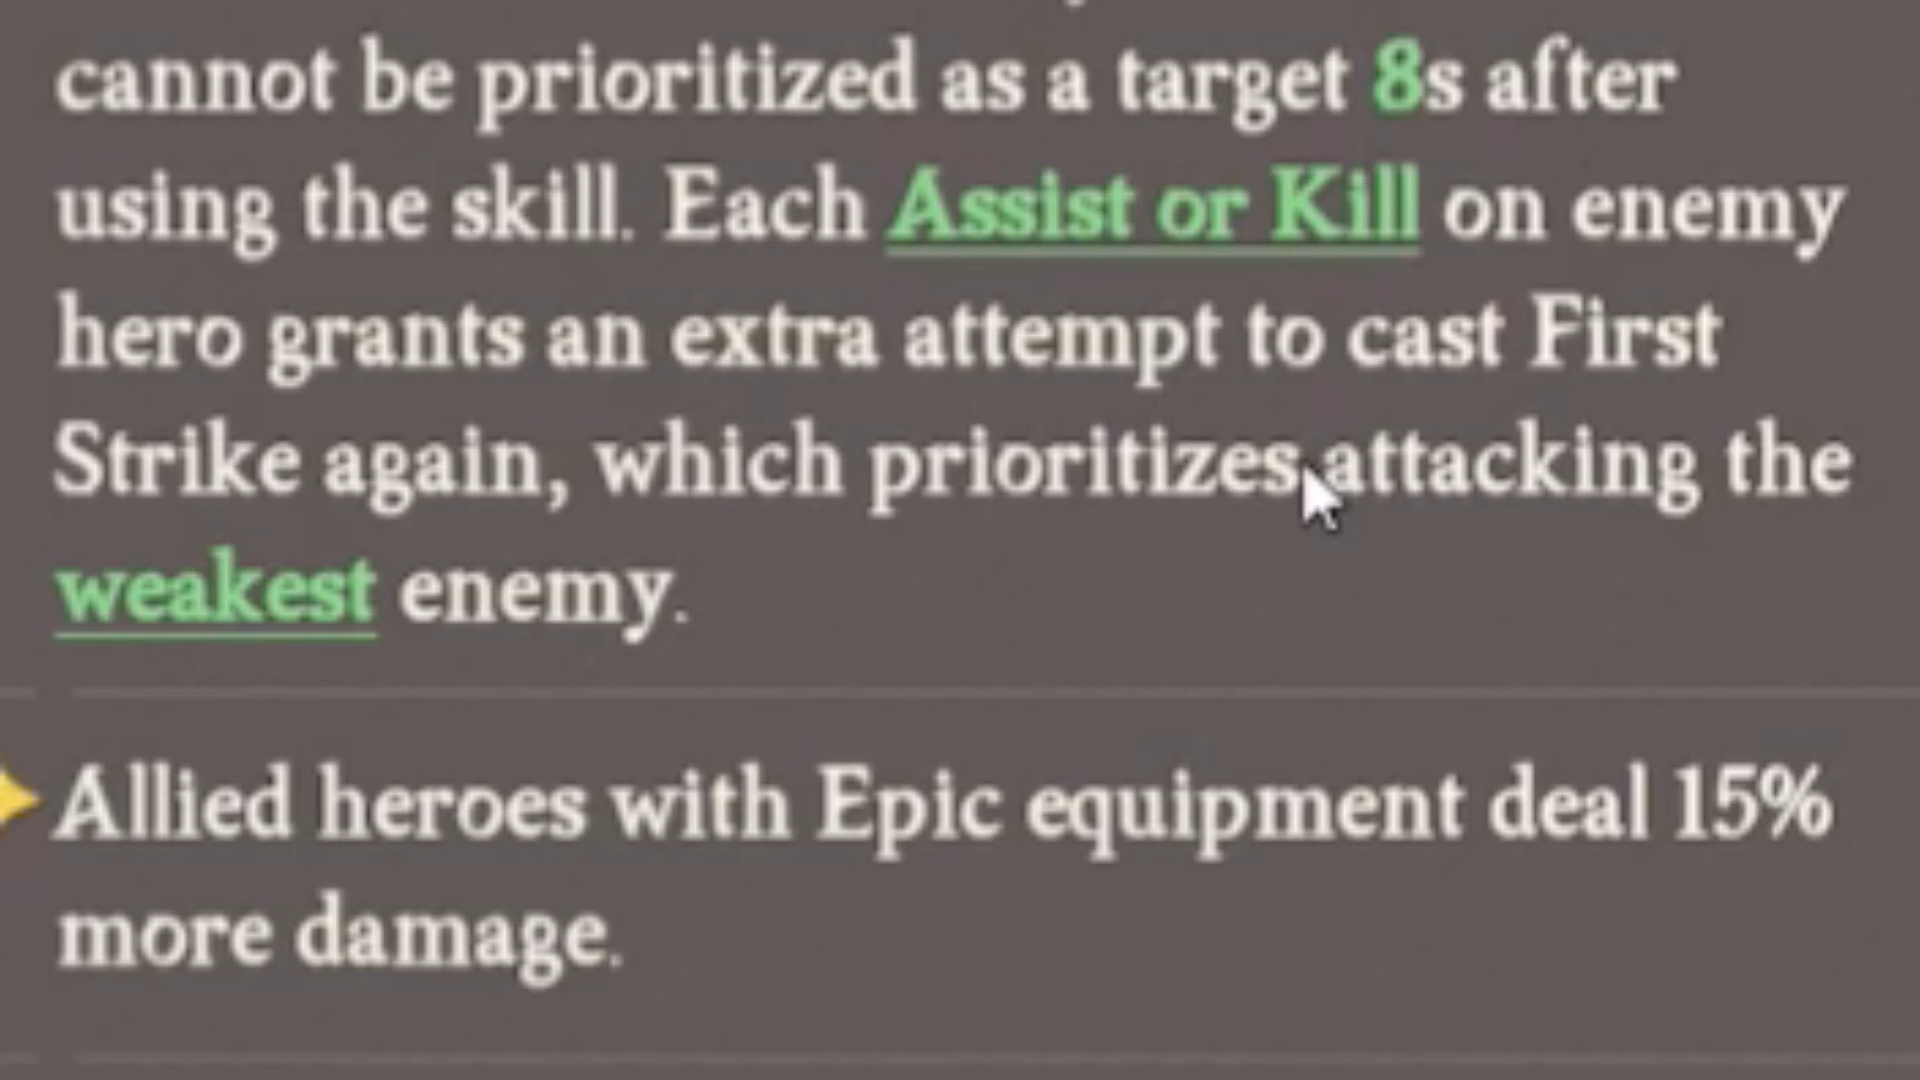 cannot be prioritized as a target 8s after
using the skill. Each Assist or Kill on enemy
hero grants an extra attempt to cast First
Strike again, which prioritizes attacking the
weakest enemy.
Allied heroes with Epic equipment deal 15%
more damage.